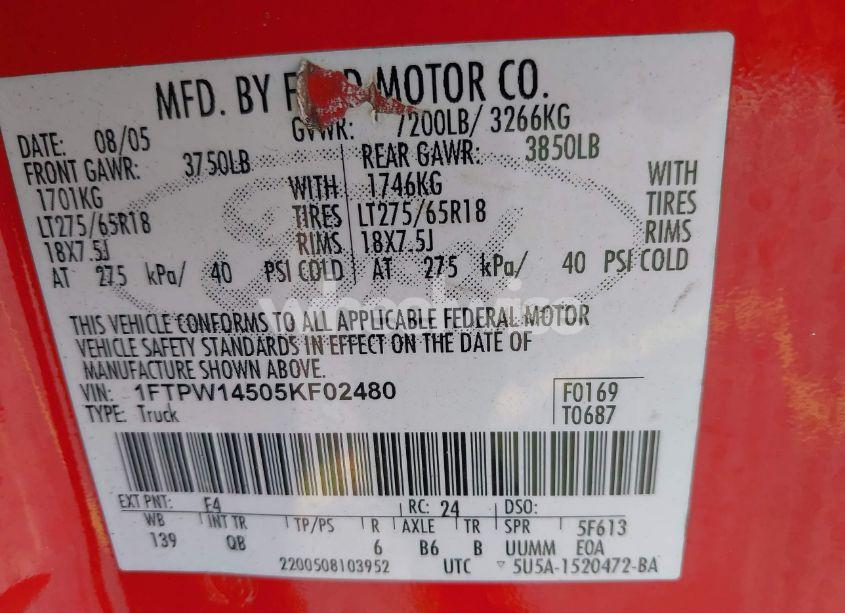 MFD. BY FORD MOTOR CO.
DATE: 08/05 GVWR: 7200LB/ 3266KG
FRONT GAWR: 3750LB REAR GAWR: 3850LB
1701KG WITH 1746KG WITH
LT275/65R18 TIRES LT275/65R18 TIRES
18X7.5J RIMS 18X7.5J RIMS
AT 275 kPa/ 40 PSI COLD AT 275 kPa/ 40 PSI COLD
THIS VEHICLE CONFORMS TO ALL APPLICABLE FEDERAL MOTOR
VEHICLE SAFETY STANDARDS IN EFFECT ON THE DATE OF
MANUFACTURE SHOWN ABOVE.
VIN: 1FTPW14505KF02480 F0169
TYPE: Truck T0687
EXT PNT: F4 RC: 24 DSO:
WB INT TR TP/PS R AXLE TR SPR 5F613
139 QB 6 B6 B UUMM EOA
2200508103952 UTC 5U5A-1520472-BA